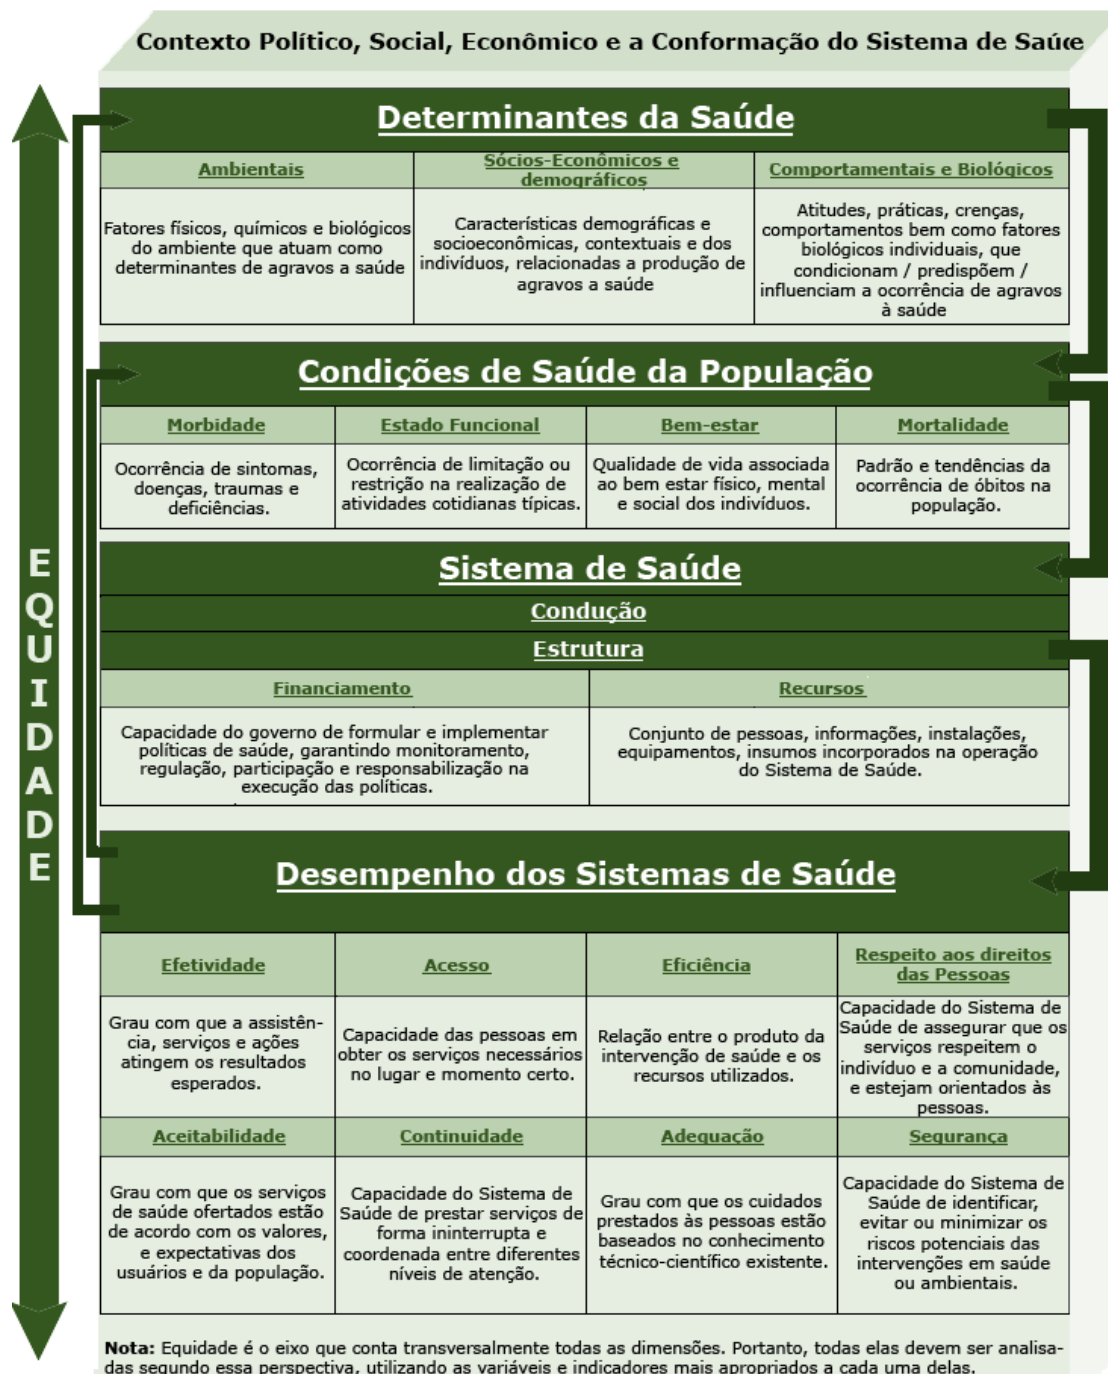 Contexto Político, Social, Econômico e a Conformação do Sistema de Saúde
EQUIDADE
Determinantes da Saúde
Ambientais
Fatores físicos, químicos e biológicos
do ambiente que atuam como
determinantes de agravos a saúde
Sócios-Econômicos e
demográficos
Características demográficas e
socioeconômicas, contextuais e dos
indivíduos, relacionadas a produção de
agravos a saúde
Comportamentais e Biológicos
Atitudes, práticas, crenças,
comportamentos bem como fatores
biológicos individuais, que
condicionam / predispõem /
influenciam a ocorrência de agravos
à saúde
Condições de Saúde da População
Morbidade
Ocorrência de sintomas,
doenças, traumas e
deficiências.
Estado Funcional
Ocorrência de limitação ou
restrição na realização de
atividades cotidianas típicas.
Bem-estar
Qualidade de vida associada
ao bem estar físico, mental
e social dos indivíduos.
Mortalidade
Padrão e tendências da
ocorrência de óbitos na
população.
Sistema de Saúde
Condução
Estrutura
Financiamento
Capacidade do governo de formular e implementar
políticas de saúde, garantindo monitoramento,
regulação, participação e responsabilização na
execução das políticas.
Recursos
Conjunto de pessoas, informações, instalações,
equipamentos, insumos incorporados na operação
do Sistema de Saúde.
Desempenho dos Sistemas de Saúde
Efetividade
Grau com que a assistên-
cia, serviços e ações
atingem os resultados
esperados.
Acesso
Capacidade das pessoas em
obter os serviços necessários
no lugar e momento certo.
Eficiência
Relação entre o produto da
intervenção de saúde e os
recursos utilizados.
Respeito aos direitos
das Pessoas
Capacidade do Sistema de
Saúde de assegurar que os
serviços respeitem o
indivíduo e a comunidade,
e estejam orientados às
pessoas.
Aceitabilidade
Grau com que os serviços
de saúde ofertados estão
de acordo com os valores,
e expectativas dos
usuários e da população.
Continuidade
Capacidade do Sistema de
Saúde de prestar serviços de
forma ininterrupta e
coordenada entre diferentes
níveis de atenção.
Adequação
Grau com que os cuidados
prestados às pessoas estão
baseados no conhecimento
técnico-científico existente.
Segurança
Capacidade do Sistema de
Saúde de identificar,
evitar ou minimizar os
riscos potenciais das
intervenções em saúde
ou ambientais.
Nota: Equidade é o eixo que conta transversalmente todas as dimensões. Portanto, todas elas devem ser analisa-
das segundo essa perspectiva, utilizando as variáveis e indicadores mais apropriados a cada uma delas.